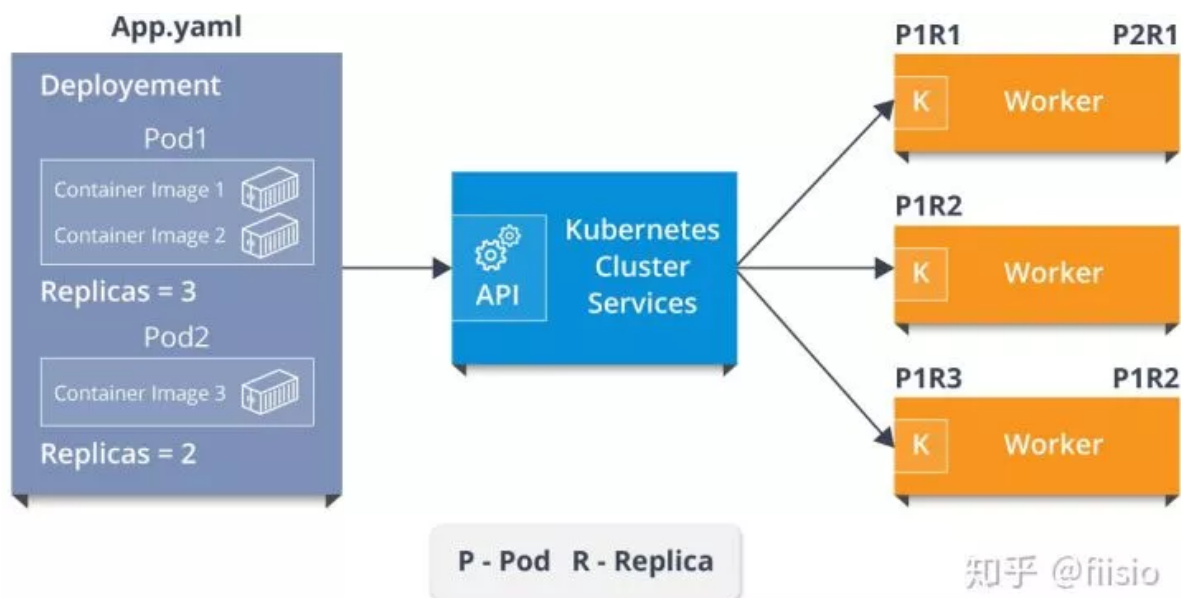 App.yaml
Deployement
Pod1
Container Image 1
Container Image 2
Replicas = 3
Pod2
Container Image 3
Replicas = 2
API
Kubernetes
Cluster
Services
P1R1 P2R1
K Worker
P1R2
K Worker
P1R3 P1R2
K Worker
P - Pod R - Replica
知乎 @fiisio